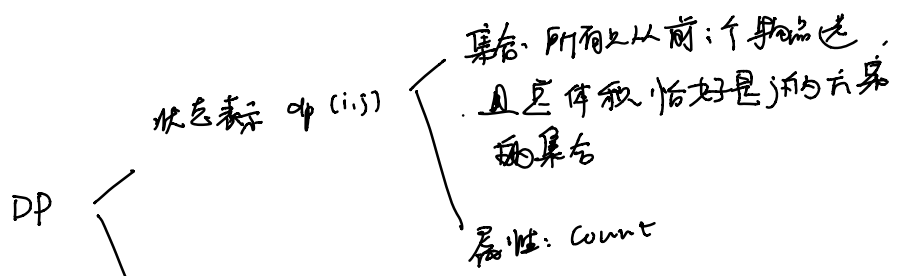 集合:所有只从前i个物品选
且总体积恰好是j的方案
的集合
状态表示 dp(i,j)
DP
属性:count